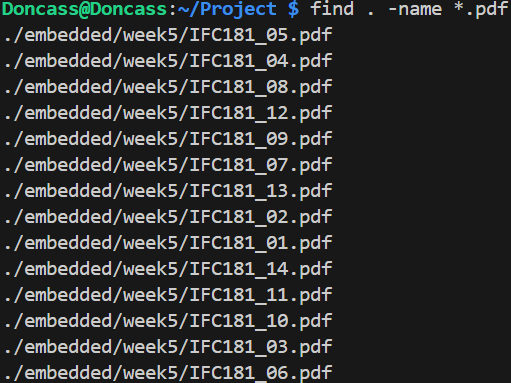 Doncass@Doncass:~/Project $ find . -name *.pdf
./embedded/week5/IFC181_05.pdf
./embedded/week5/IFC181_04.pdf
./embedded/week5/IFC181_08.pdf
./embedded/week5/IFC181_12.pdf
./embedded/week5/IFC181_09.pdf
./embedded/week5/IFC181_07.pdf
./embedded/week5/IFC181_13.pdf
./embedded/week5/IFC181_02.pdf
./embedded/week5/IFC181_01.pdf
./embedded/week5/IFC181_14.pdf
./embedded/week5/IFC181_11.pdf
./embedded/week5/IFC181_10.pdf
./embedded/week5/IFC181_03.pdf
./embedded/week5/IFC181_06.pdf